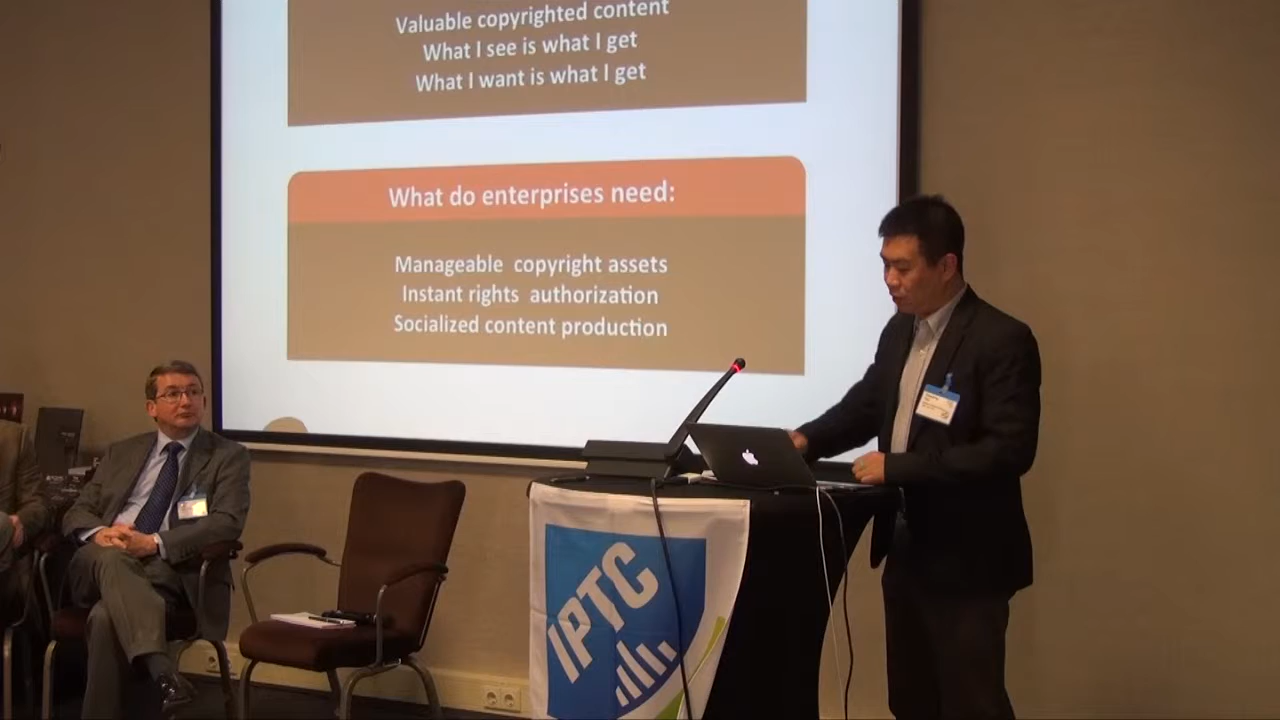 Valuable copyrighted content
What I see is what I get
What I want is what I get
What do enterprises need:
Manageable copyright assets
Instant rights authorization
Socialized content production
IPTC